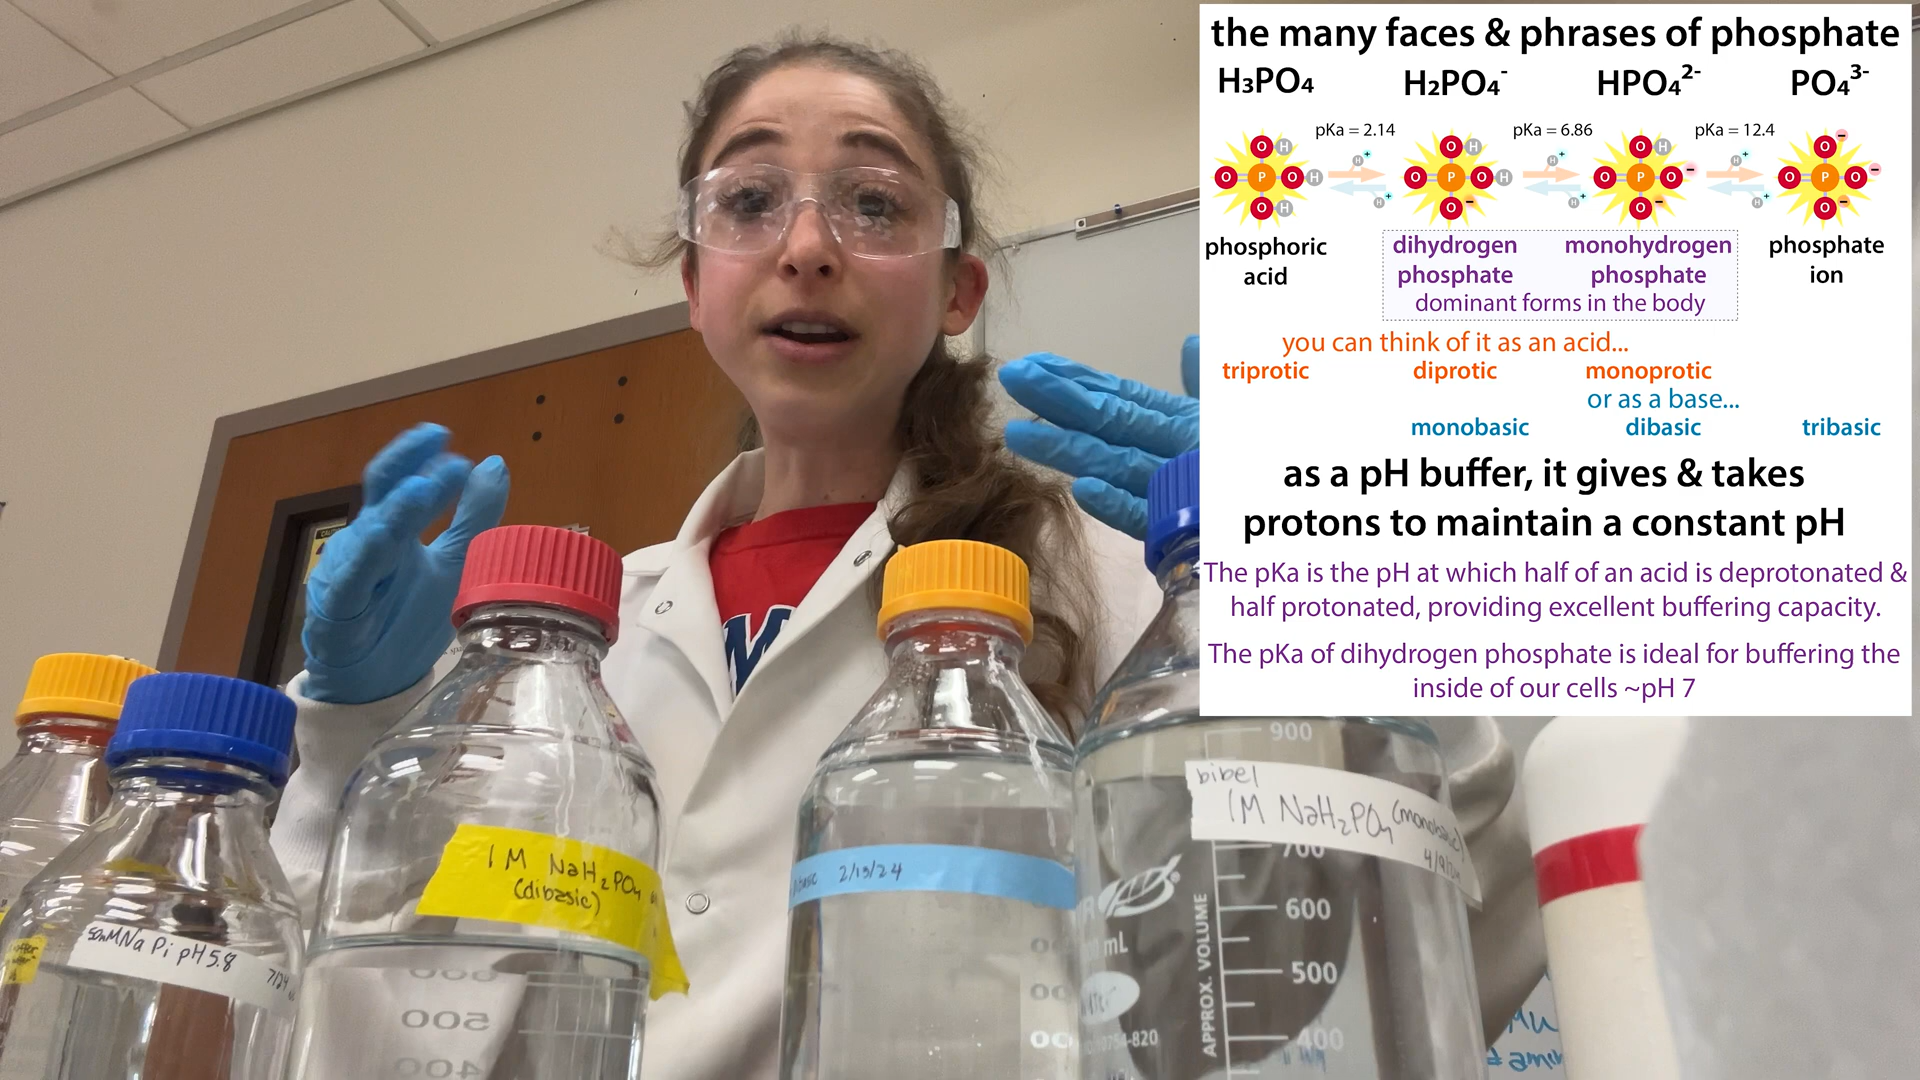 the many faces & phrases of phosphate
H₃PO₄ H₂PO₄⁻ HPO₄²⁻ PO₄³⁻
pKa = 2.14 pKa = 6.86 pKa = 12.4
phosphoric acid
dihydrogen phosphate
monohydrogen phosphate
phosphate ion
dominant forms in the body
you can think of it as an acid...
triprotic diprotic monoprotic
or as a base...
monobasic dibasic tribasic
as a pH buffer, it gives & takes
protons to maintain a constant pH
The pKa is the pH at which half of an acid is deprotonated &
half protonated, providing excellent buffering capacity.
The pKa of dihydrogen phosphate is ideal for buffering the
inside of our cells ~pH 7
50mM Na Pi pH 5.8
7/24
1 M NaH₂PO₄
(dibasic)
600
500
400
2/13/24
bibel
1M NaH₂PO₄ (monobasic)
900
700
600
500
400
APPROX. VOLUME
mL